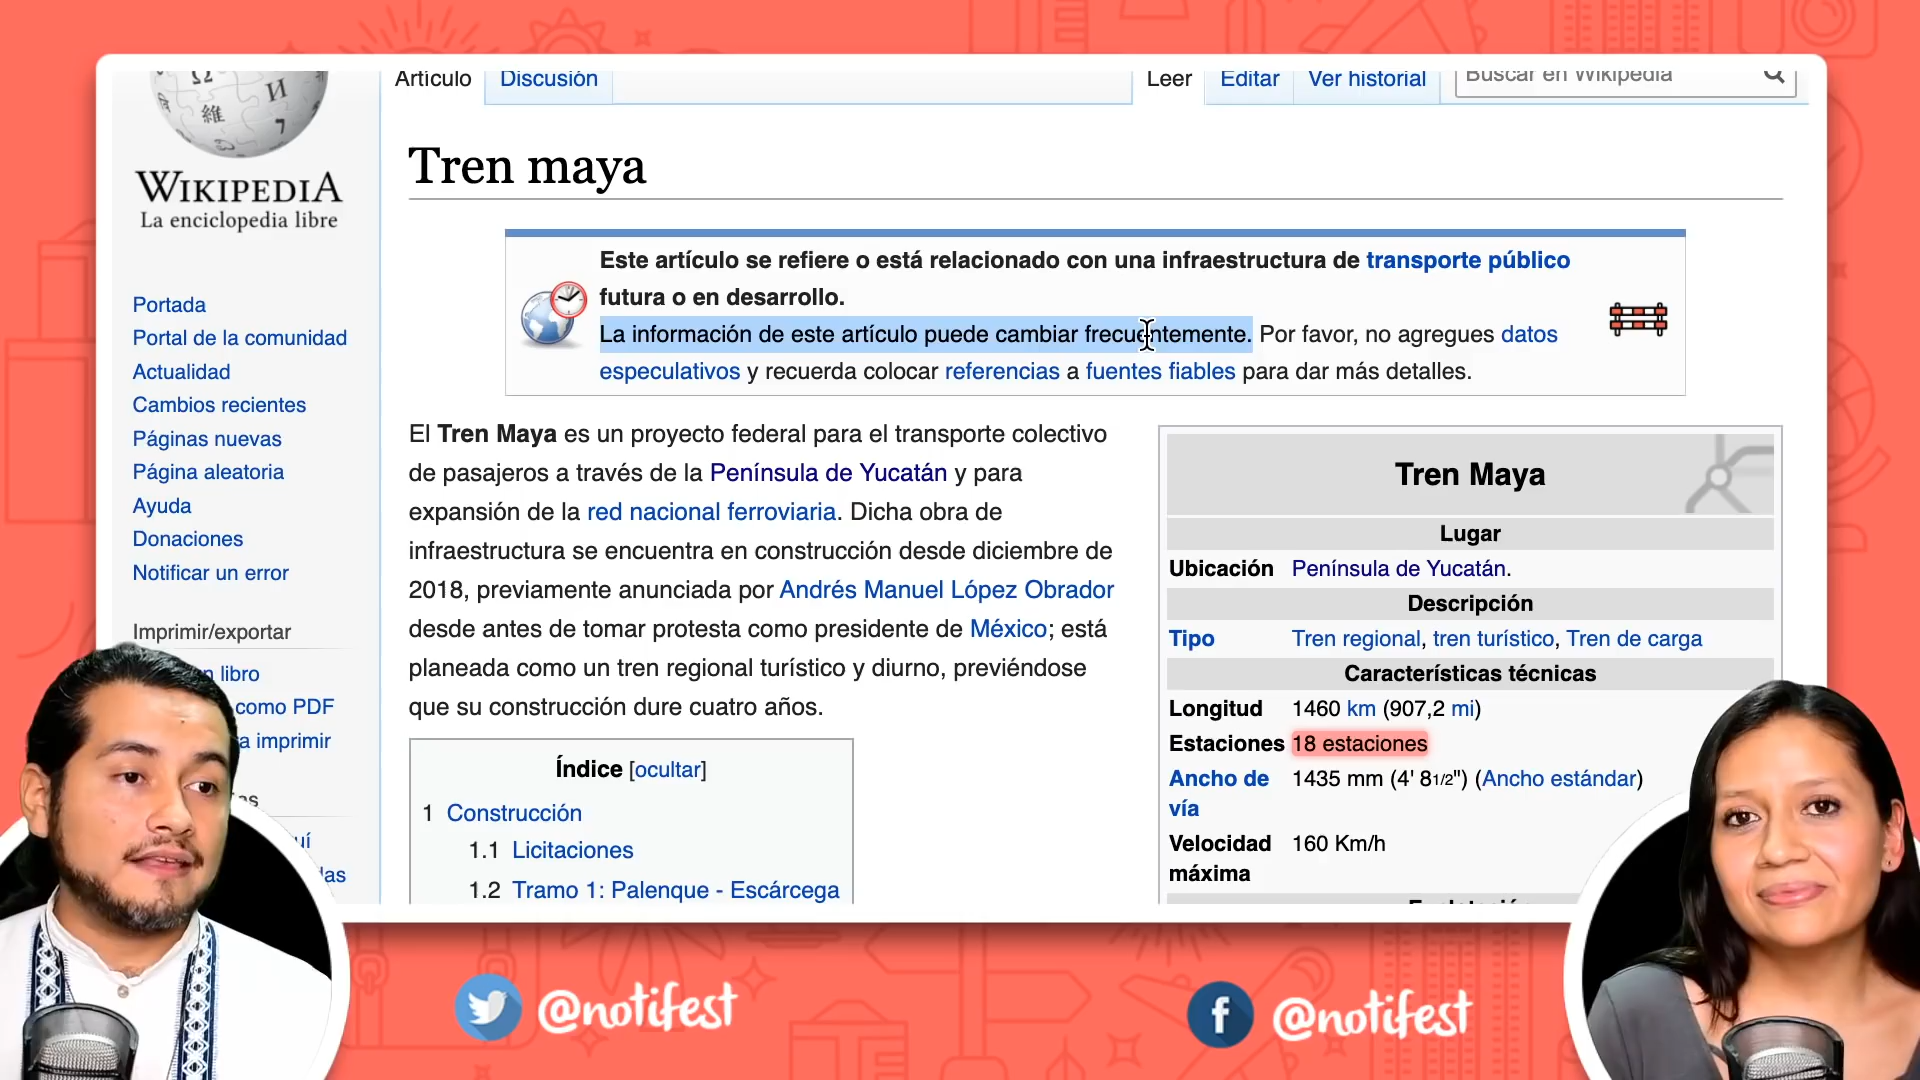 Artículo
Discusión
Leer
Editar
Ver historial
Buscar en Wikipedia
WIKIPEDIA
La enciclopedia libre
Tren maya
Este artículo se refiere o está relacionado con una infraestructura de transporte público
futura o en desarrollo.
La información de este artículo puede cambiar frecuentemente. Por favor, no agregues datos
especulativos y recuerda colocar referencias a fuentes fiables para dar más detalles.
Portada
Portal de la comunidad
Actualidad
Cambios recientes
Páginas nuevas
Página aleatoria
Ayuda
Donaciones
Notificar un error
Imprimir/exportar
libro
como PDF
imprimir
El Tren Maya es un proyecto federal para el transporte colectivo
de pasajeros a través de la Península de Yucatán y para
expansión de la red nacional ferroviaria. Dicha obra de
infraestructura se encuentra en construcción desde diciembre de
2018, previamente anunciada por Andrés Manuel López Obrador
desde antes de tomar protesta como presidente de México; está
planeada como un tren regional turístico y diurno, previéndose
que su construcción dure cuatro años.
Índice [ocultar]
1 Construcción
1.1 Licitaciones
1.2 Tramo 1: Palenque - Escárcega
Tren Maya
Lugar
Ubicación Península de Yucatán.
Descripción
Tipo Tren regional, tren turístico, Tren de carga
Características técnicas
Longitud 1460 km (907,2 mi)
Estaciones 18 estaciones
Ancho de vía 1435 mm (4' 8 1/2") (Ancho estándar)
Velocidad máxima 160 Km/h
@notifest
f @notifest